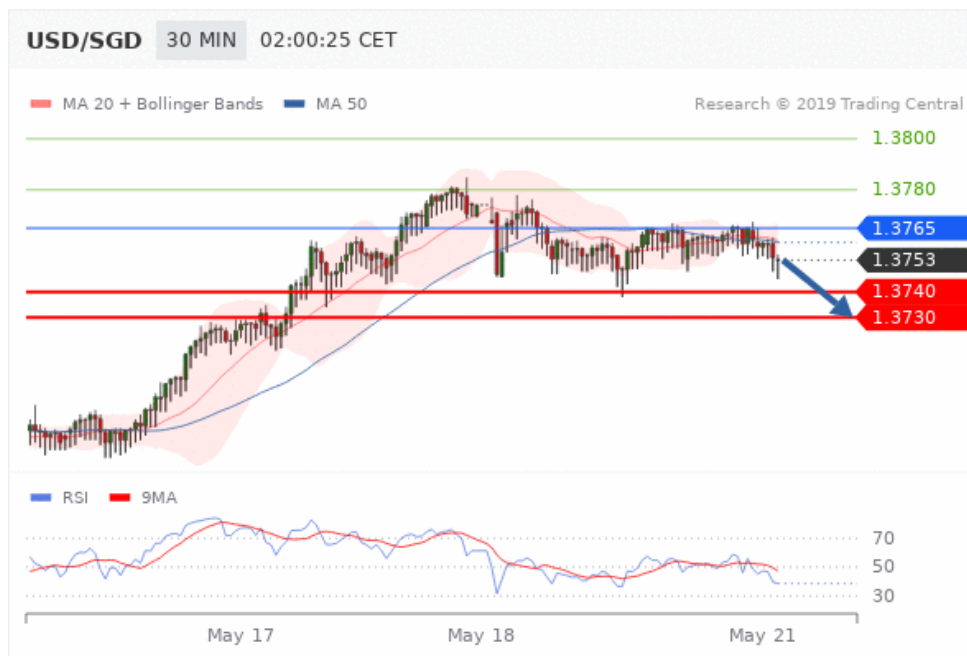 USD/SGD 30 MIN 02:00:25 CET
MA 20 + Bollinger Bands MA 50 Research © 2019 Trading Central
1.3800
1.3780
1.3765
1.3753
1.3740
1.3730
RSI 9MA
70
50
30
May 17 May 18 May 21